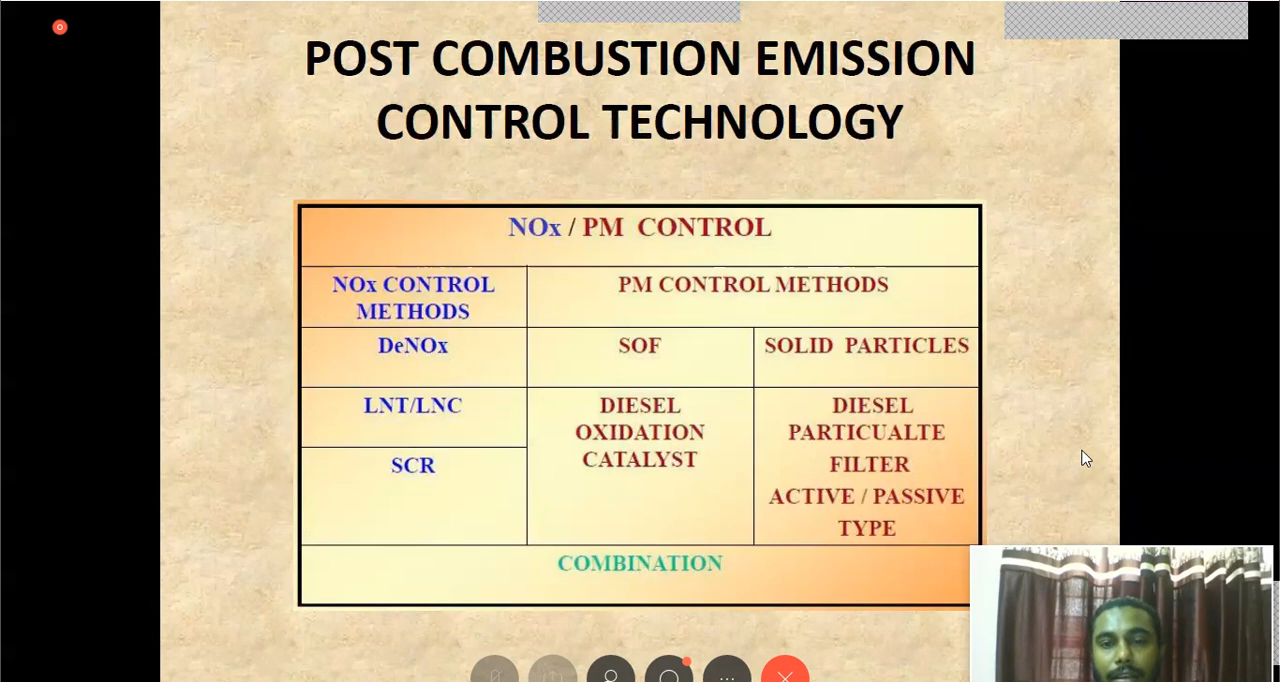 POST COMBUSTION EMISSION
CONTROL TECHNOLOGY
NOx / PM CONTROL
NOx CONTROL
METHODS
PM CONTROL METHODS
DeNOx
SOF
SOLID PARTICLES
LNT/LNC
SCR
DIESEL
OXIDATION
CATALYST
DIESEL
PARTICUALTE
FILTER
ACTIVE / PASSIVE
TYPE
COMBINATION